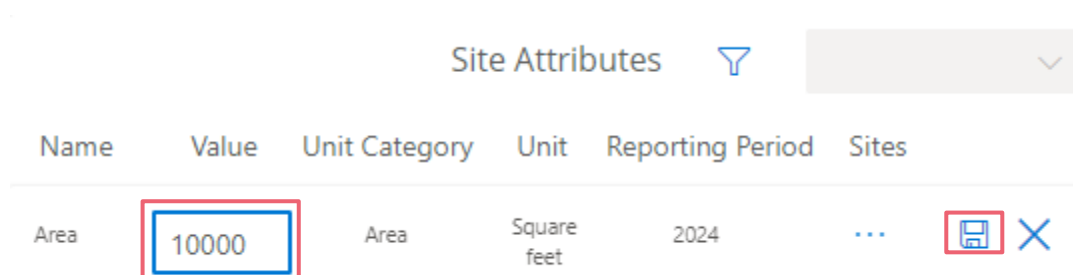 Site Attributes
Name Value Unit Category Unit Reporting Period Sites
Area 10000 Area Square feet 2024 ...